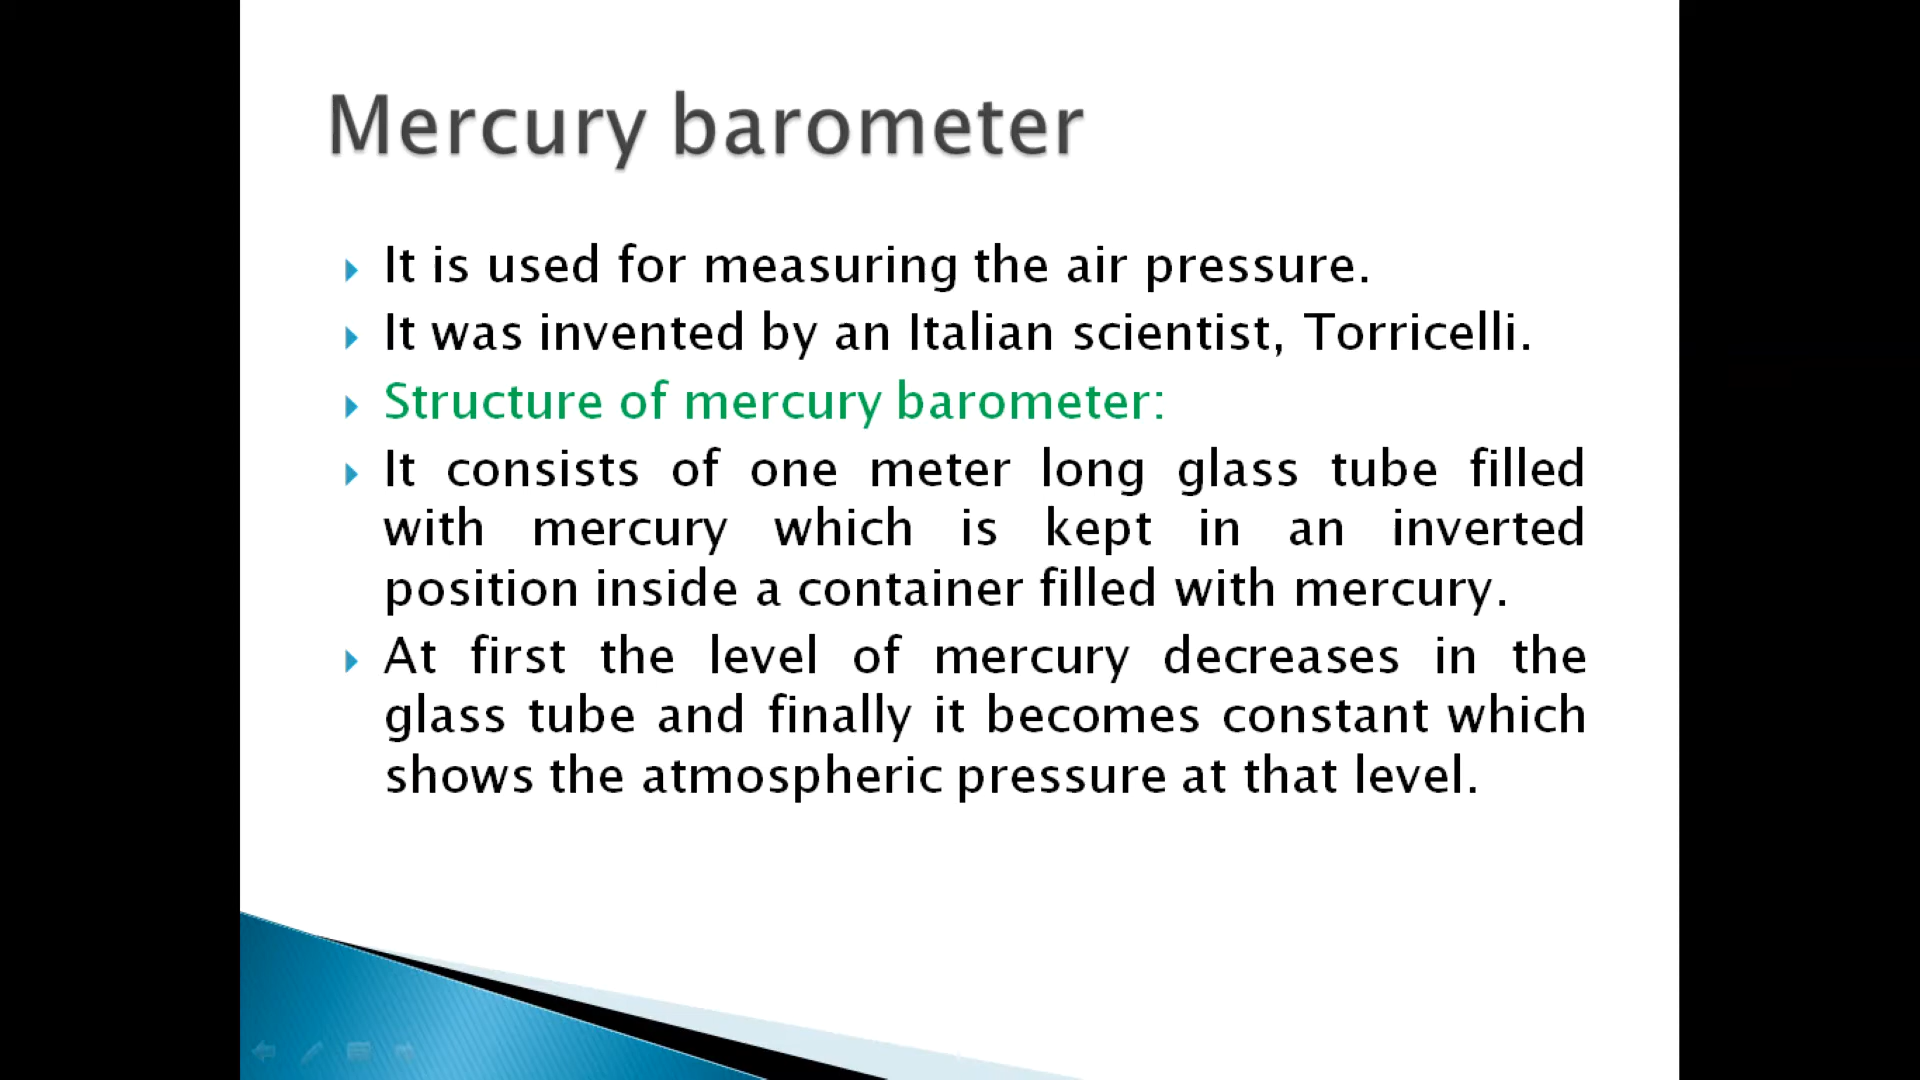 Mercury barometer
It is used for measuring the air pressure.
It was invented by an Italian scientist, Torricelli.
Structure of mercury barometer:
It consists of one meter long glass tube filled
with mercury which is kept in an inverted
position inside a container filled with mercury.
At first the level of mercury decreases in the
glass tube and finally it becomes constant which
shows the atmospheric pressure at that level.